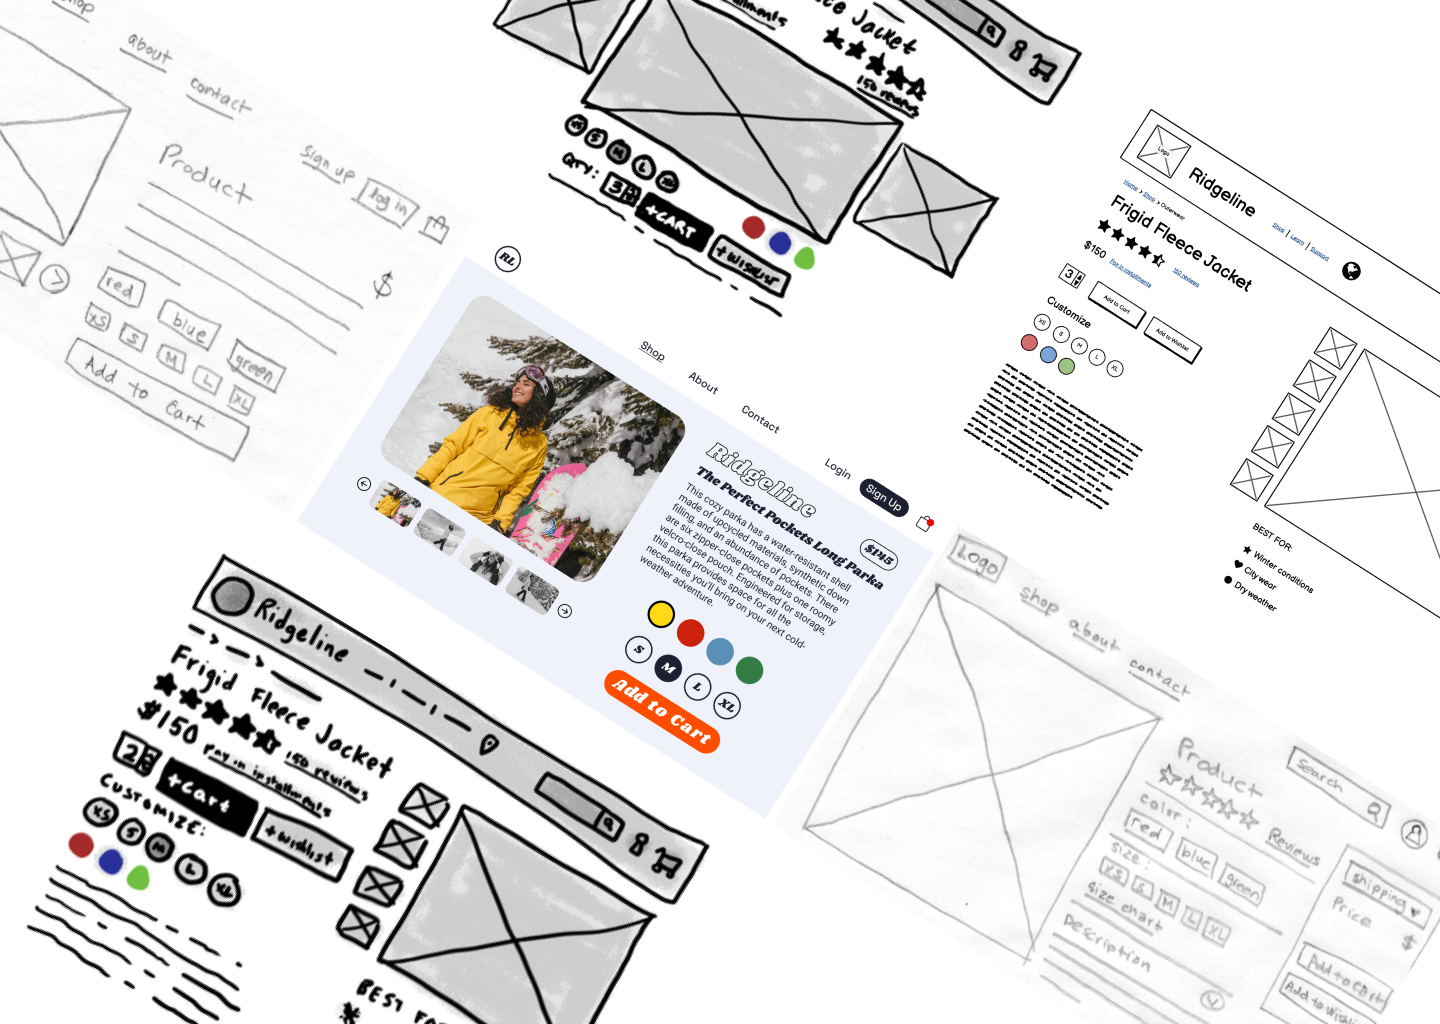 shop
about
contact
sign up
log in
Product
$
red
blue
green
XS
S
M
L
XL
Add to Cart
Jacket
150 reviews
XS
S
M
L
QTY:
3
+CART
+WISHLIST
Logo
Ridgeline
Shop | Learn | Support
Home > Shop > Outerwear
Frigid Fleece Jacket
$150
Pay in installments
150 reviews
3
Add to Cart
Add to Wishlist
Customize
XS
S
M
L
XL
BEST FOR:
Winter conditions
City wear
Dry weather
RL
Shop
About
Contact
Login
Sign Up
Ridgeline
The Perfect Pockets Long Parka
$145
This cozy parka has a water-resistant shell
made of upcycled materials, synthetic down
filling, and an abundance of pockets. There
are six zipper-close pockets plus one roomy
velcro-close pouch. Engineered for storage,
this parka provides space for all the
necessities you'll bring on your next cold-
weather adventure.
S
M
L
XL
Add to Cart
Ridgeline
Frigid Fleece Jacket
150 reviews
$150
Pay in installments
2
+Cart
+wishlist
CUSTOMIZE:
XS
S
M
L
XL
BEST FO
Logo
shop
about
contact
Search
Product
Reviews
color:
red
blue
green
size:
XS
S
M
L
XL
size chart
Description
shipping
Price
$
Add to Cart
Add to Wishli